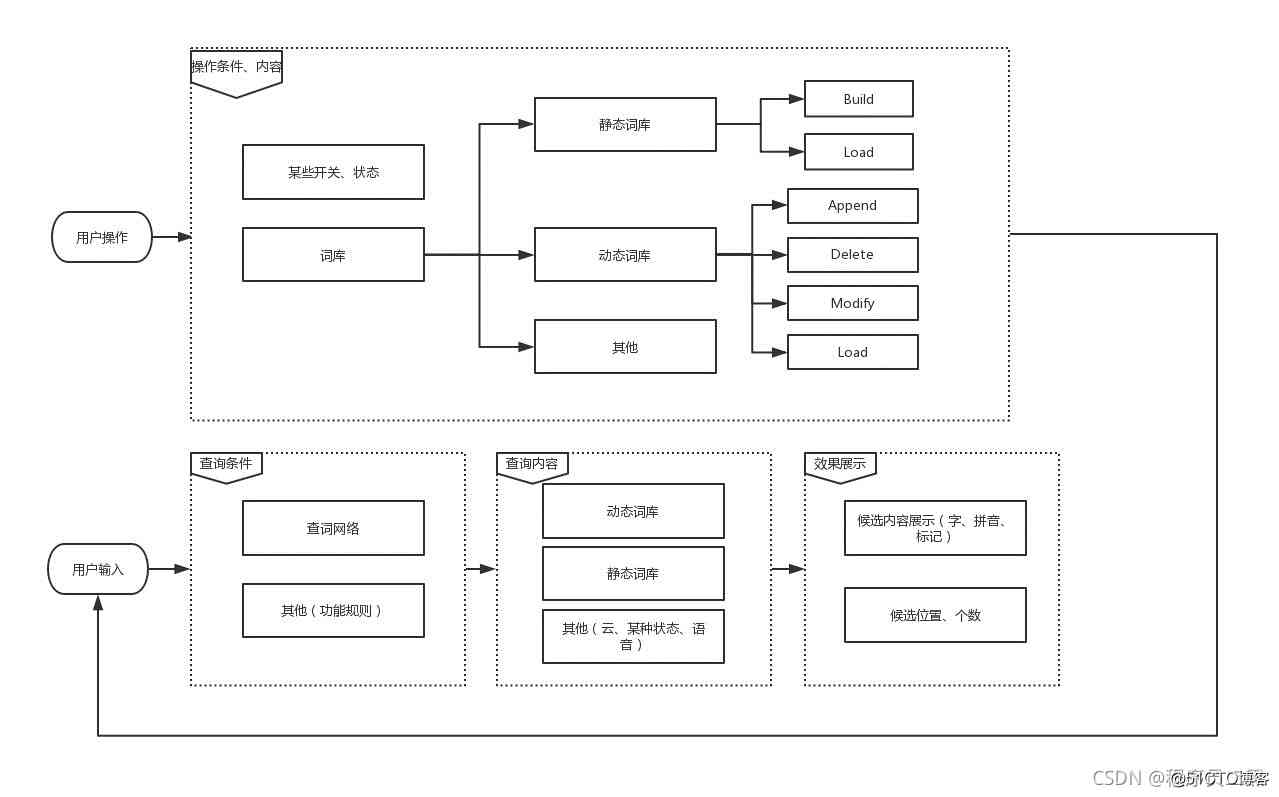 操作条件、内容
Build
静态词库
Load
某些开关、状态
Append
用户操作
词库
动态词库
Delete
Modify
其他
Load
查询条件
查询内容
效果展示
动态词库
查词网络
候选内容展示（字、拼音、
标记）
用户输入
静态词库
其他（功能规则）
候选位置、个数
其他（云、某种状态、语
音）
CSDN
@51CTO博客